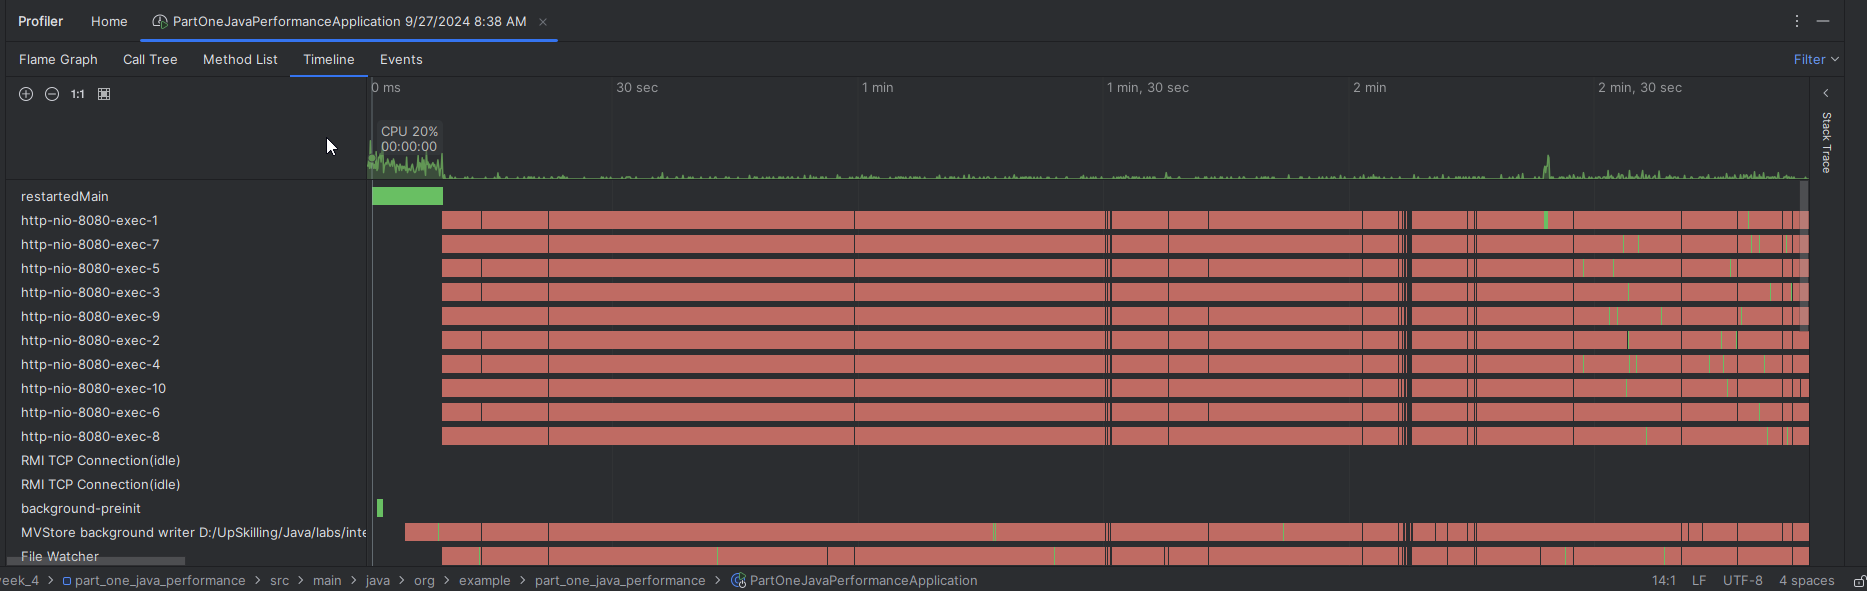 Profiler Home PartOneJavaPerformanceApplication 9/27/2024 8:38 AM
Flame Graph Call Tree Method List Timeline Events Filter
1:1 0 ms 30 sec 1 min 1 min, 30 sec 2 min 2 min, 30 sec
CPU 20%
00:00:00
Stack Trace
restartedMain
http-nio-8080-exec-1
http-nio-8080-exec-7
http-nio-8080-exec-5
http-nio-8080-exec-3
http-nio-8080-exec-9
http-nio-8080-exec-2
http-nio-8080-exec-4
http-nio-8080-exec-10
http-nio-8080-exec-6
http-nio-8080-exec-8
RMI TCP Connection(idle)
RMI TCP Connection(idle)
background-preinit
MVStore background writer D:/UpSkilling/Java/labs/inte
File Watcher
eek_4 > part_one_java_performance > src > main > java > org > example > part_one_java_performance > PartOneJavaPerformanceApplication 14:1 LF UTF-8 4 spaces